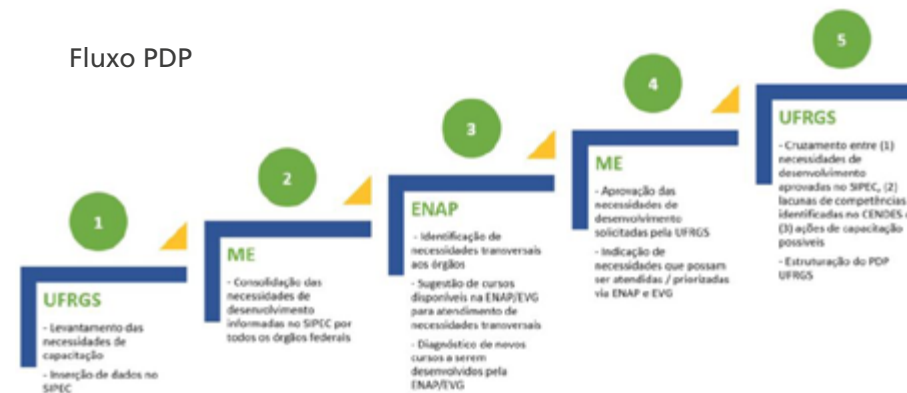 Fluxo PDP
1
UFRGS
- Levantamento das
necessidades de
capacitação
- Inserção de dados no
SIPEC
2
ME
- Consolidação das
necessidades de
desenvolvimento
informadas no SIPEC por
todos os órgãos federais
3
ENAP
- Identificação de
necessidades transversais
aos órgãos
- Sugestão de cursos
disponíveis na ENAP/EVG
para atendimento de
necessidades transversais
- Diagnóstico de novos
cursos a serem
desenvolvidos pela
ENAP/EVG
4
ME
- Aprovação das
necessidades de
desenvolvimento
solicitadas pela UFRGS
- Indicação de
necessidades que possam
ser atendidas / priorizadas
via ENAP e EVG
5
UFRGS
- Cruzamento entre (1)
necessidades de
desenvolvimento
aprovadas no SIPEC, (2)
lacunas de competências
identificadas no CENDES
(3) ações de capacitação
possíveis
- Estruturação do PDP
UFRGS